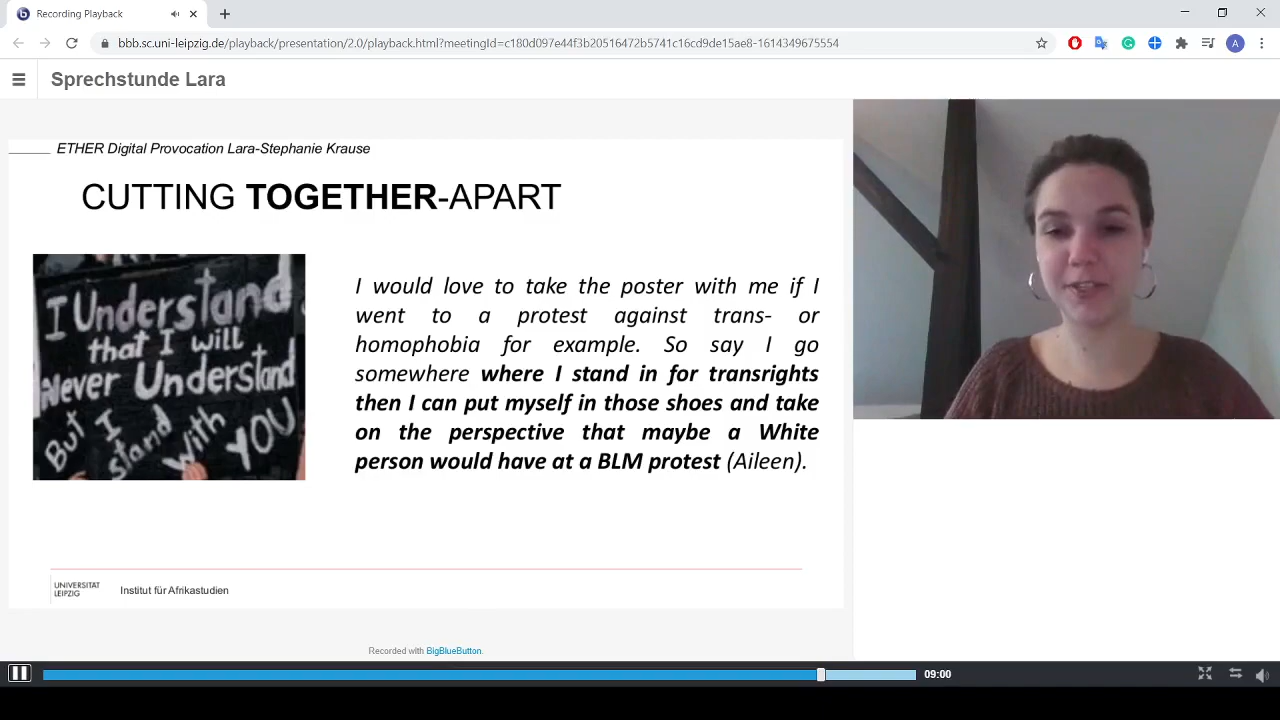 Recording Playback
bbb.sc.uni-leipzig.de/playback/presentation/2.0/playback.html?meetingId=c180d097e44f3b20516472b5741c16cd9de15ae8-1614349675554
A
Sprechstunde Lara
ETHER Digital Provocation Lara-Stephanie Krause
CUTTING TOGETHER-APART
I Understand
that I will
Never Understand
But I
stand
with
YOU
I would love to take the poster with me if I
went to a protest against trans- or
homophobia for example. So say I go
somewhere where I stand in for transrights
then I can put myself in those shoes and take
on the perspective that maybe a White
person would have at a BLM protest (Aileen).
UNIVERSITAT
LEIPZIG
Institut für Afrikastudien
Recorded with BigBlueButton.
09:00